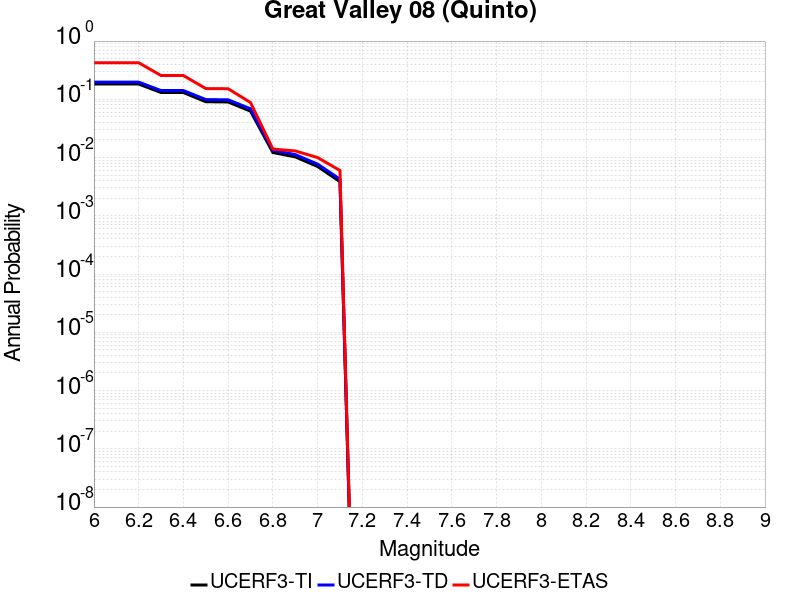 Great Valley 08 (Quinto)
Annual Probability
10^0
10^-1
10^-2
10^-3
10^-4
10^-5
10^-6
10^-7
10^-8
6 6.2 6.4 6.6 6.8 7 7.2 7.4 7.6 7.8 8 8.2 8.4 8.6 8.8 9
Magnitude
UCERF3-TI UCERF3-TD UCERF3-ETAS